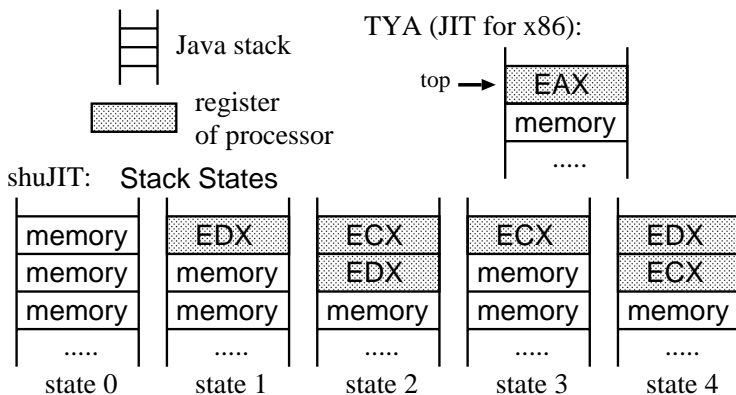 Java stack
register
of processor
TYA (JIT for x86):
top
EAX
memory
.....
shuJIT: Stack States
memory
memory
memory
.....
state 0
EDX
memory
memory
.....
state 1
ECX
EDX
memory
.....
state 2
ECX
memory
memory
.....
state 3
EDX
ECX
memory
.....
state 4